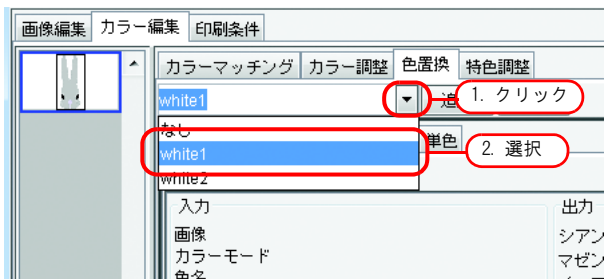 画像編集 カラー編集 印刷条件
カラーマッチング カラー調整 色置換 特色調整
white1 追 1. クリック
なし
white1 単色 2. 選択
white2
入力 出力
画像 シアン
カラーモード マゼン
色名